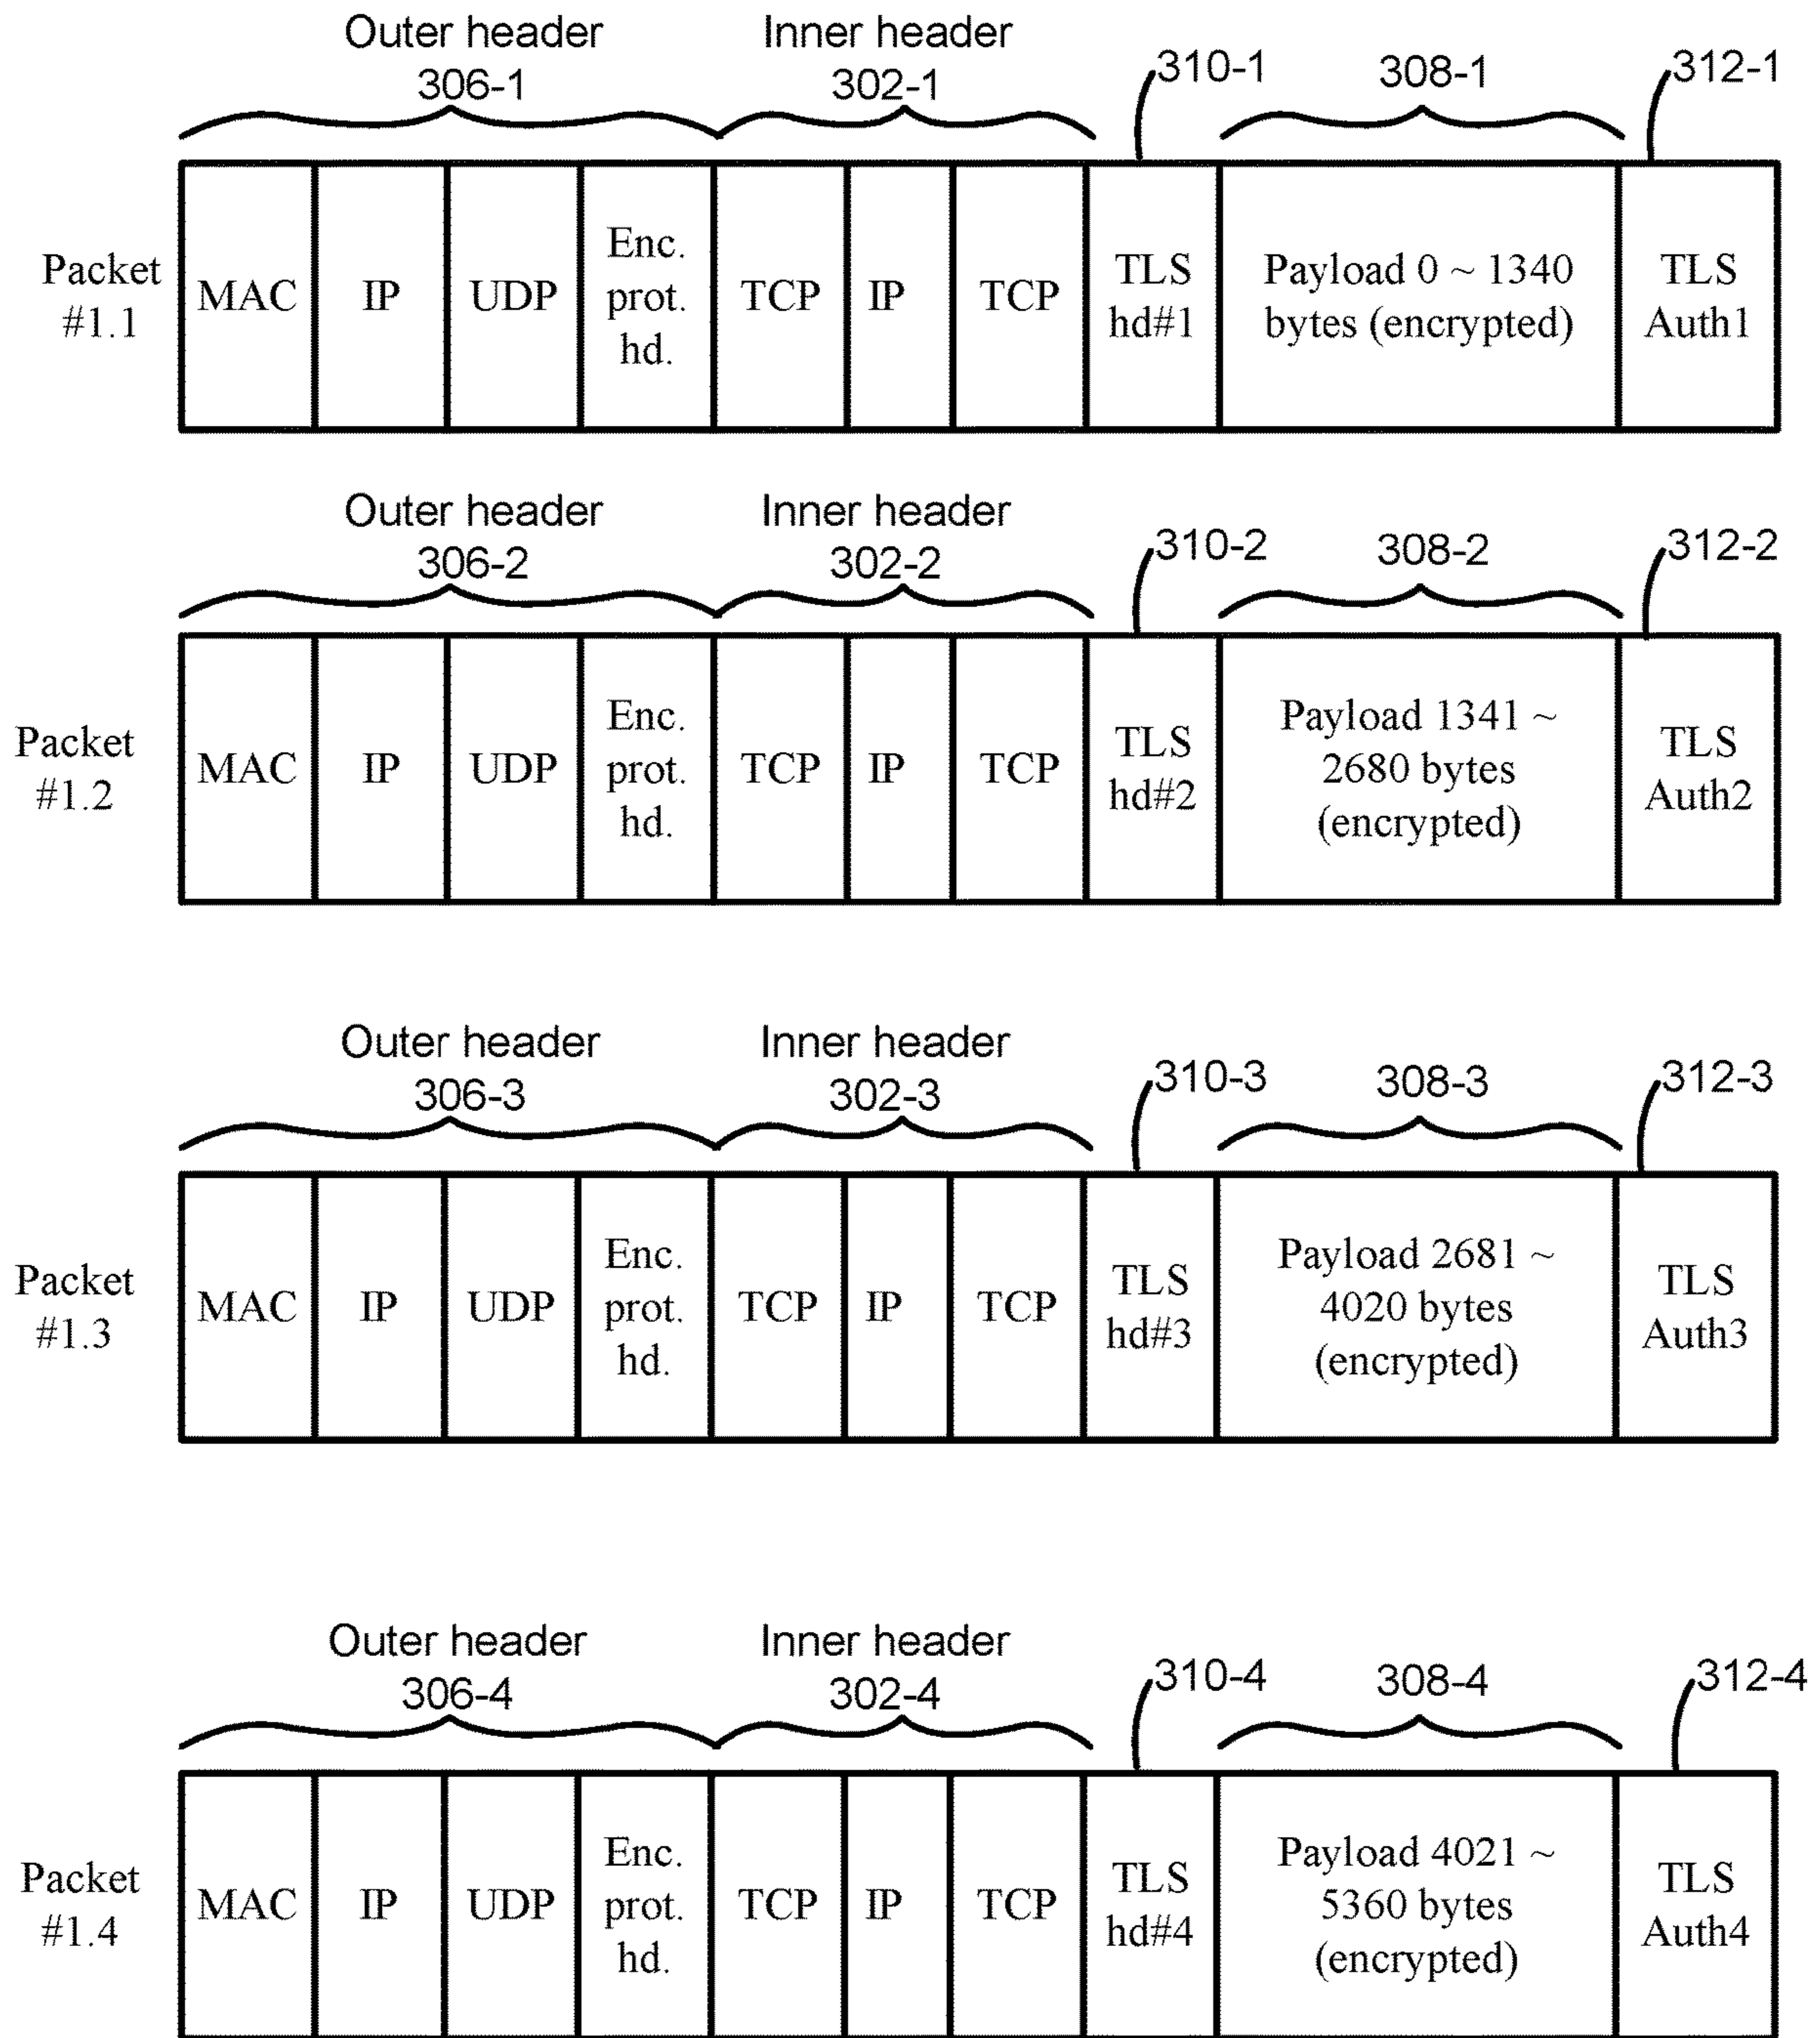 Outer header
306-1
Inner header
302-1
310-1
308-1
312-1
Packet
#1.1
MAC
IP
UDP
Enc.
prot.
hd.
TCP
IP
TCP
TLS
hd#1
Payload 0 ~ 1340
bytes (encrypted)
TLS
Auth1
Outer header
306-2
Inner header
302-2
310-2
308-2
312-2
Packet
#1.2
MAC
IP
UDP
Enc.
prot.
hd.
TCP
IP
TCP
TLS
hd#2
Payload 1341 ~
2680 bytes
(encrypted)
TLS
Auth2
Outer header
306-3
Inner header
302-3
310-3
308-3
312-3
Packet
#1.3
MAC
IP
UDP
Enc.
prot.
hd.
TCP
IP
TCP
TLS
hd#3
Payload 2681 ~
4020 bytes
(encrypted)
TLS
Auth3
Outer header
306-4
Inner header
302-4
310-4
308-4
312-4
Packet
#1.4
MAC
IP
UDP
Enc.
prot.
hd.
TCP
IP
TCP
TLS
hd#4
Payload 4021 ~
5360 bytes
(encrypted)
TLS
Auth4